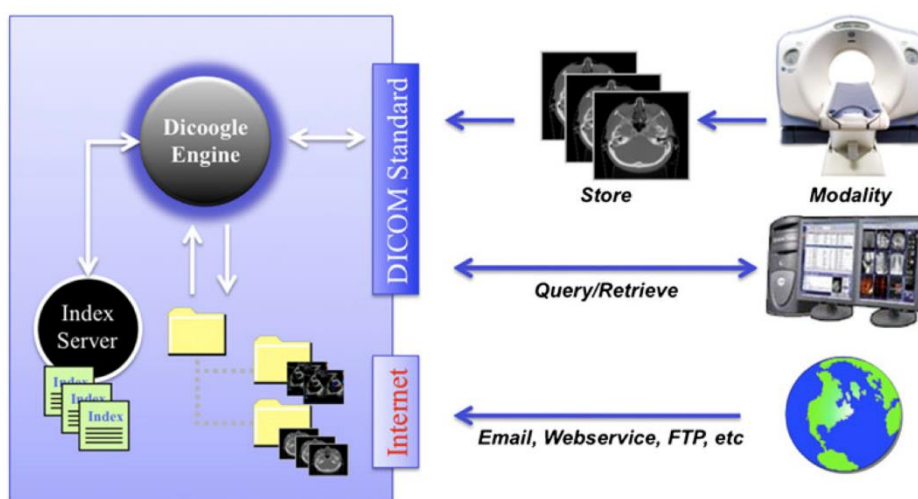 Dicoogle
Engine
DICOM Standard
Store
Modality
Query/Retrieve
Index
Server
Index
Index
Index
Internet
Email, Webservice, FTP, etc